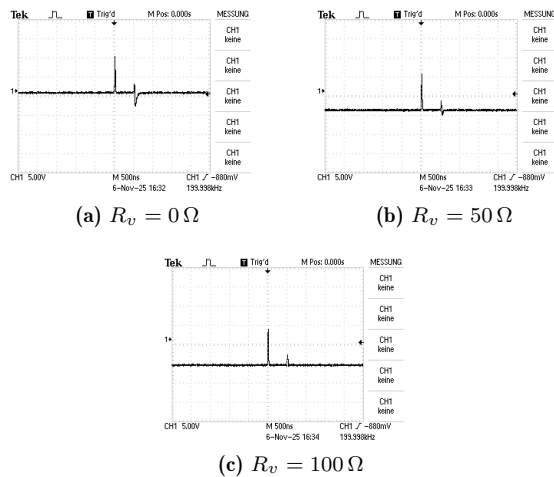 Tek Trig'd M Pos: 0.000s MESSUNG
CH1
keine
CH1
keine
1 CH1
keine
CH1
keine
CH1
keine
CH1 5.00V M 500ns CH1 -880mV
6-Nov-25 16:32 199.998kHz
(a) R_v = 0 Ω
Tek Trig'd M Pos: 0.000s MESSUNG
CH1
keine
CH1
keine
1 CH1
keine
CH1
keine
CH1
keine
CH1 5.00V M 500ns CH1 -880mV
6-Nov-25 16:33 199.998kHz
(b) R_v = 50 Ω
Tek Trig'd M Pos: 0.000s MESSUNG
CH1
keine
CH1
keine
1 CH1
keine
CH1
keine
CH1
keine
CH1 5.00V M 500ns CH1 -880mV
6-Nov-25 16:34 199.998kHz
(c) R_v = 100 Ω